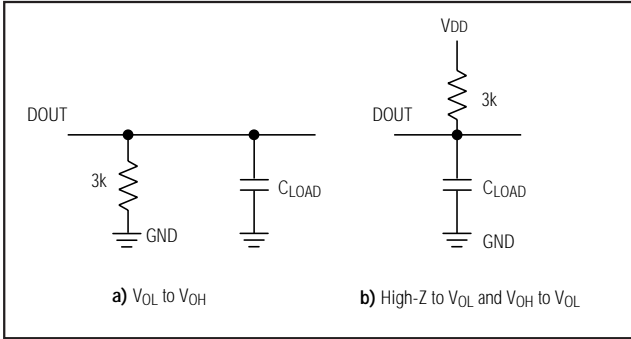 DOUT
3k
GND
CLOAD
a) VOL to VOH
VDD
3k
DOUT
CLOAD
GND
b) High-Z to VOL and VOH to VOL